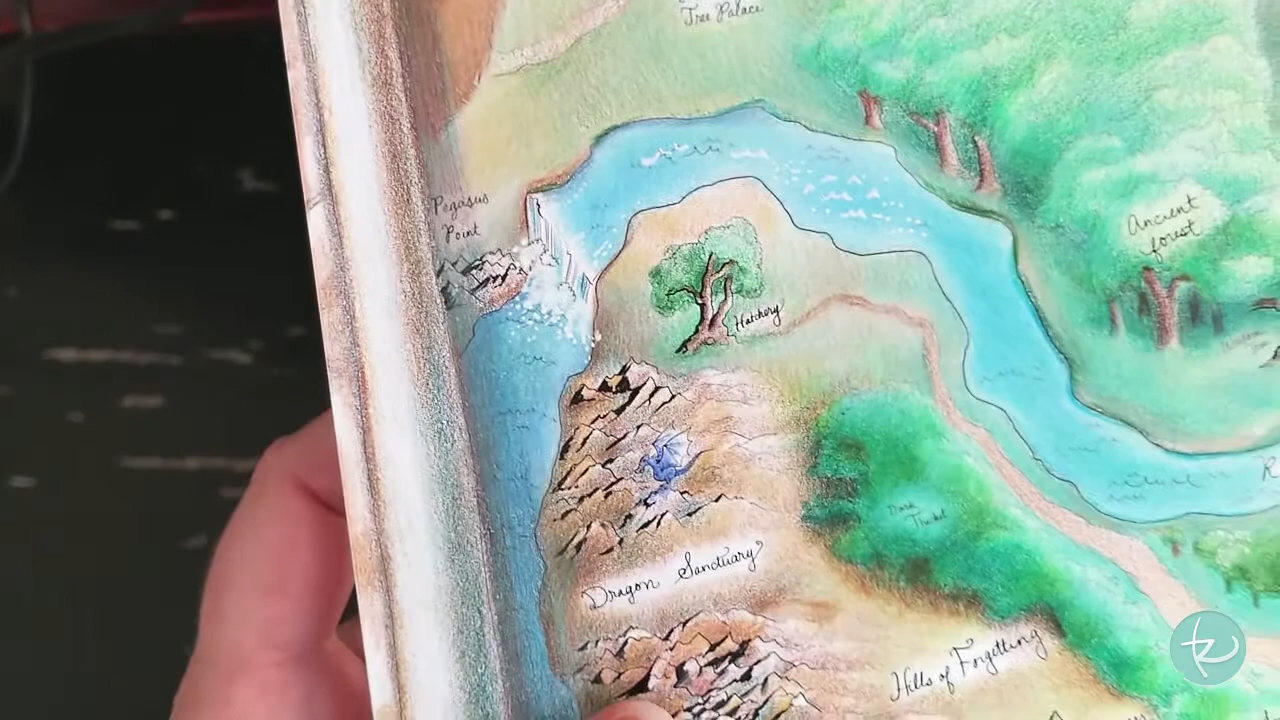 Tree Palace
Pegasus
Point
Ancient
forest
Hatchery
R
Dark
Thicket
Dragon Sanctuary
Hills of Forgetting